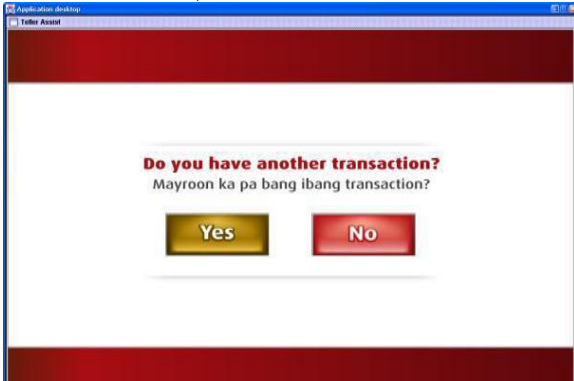 Application desktop
Teller Assist
Do you have another transaction?
Mayroon ka pa bang ibang transaction?
Yes
No